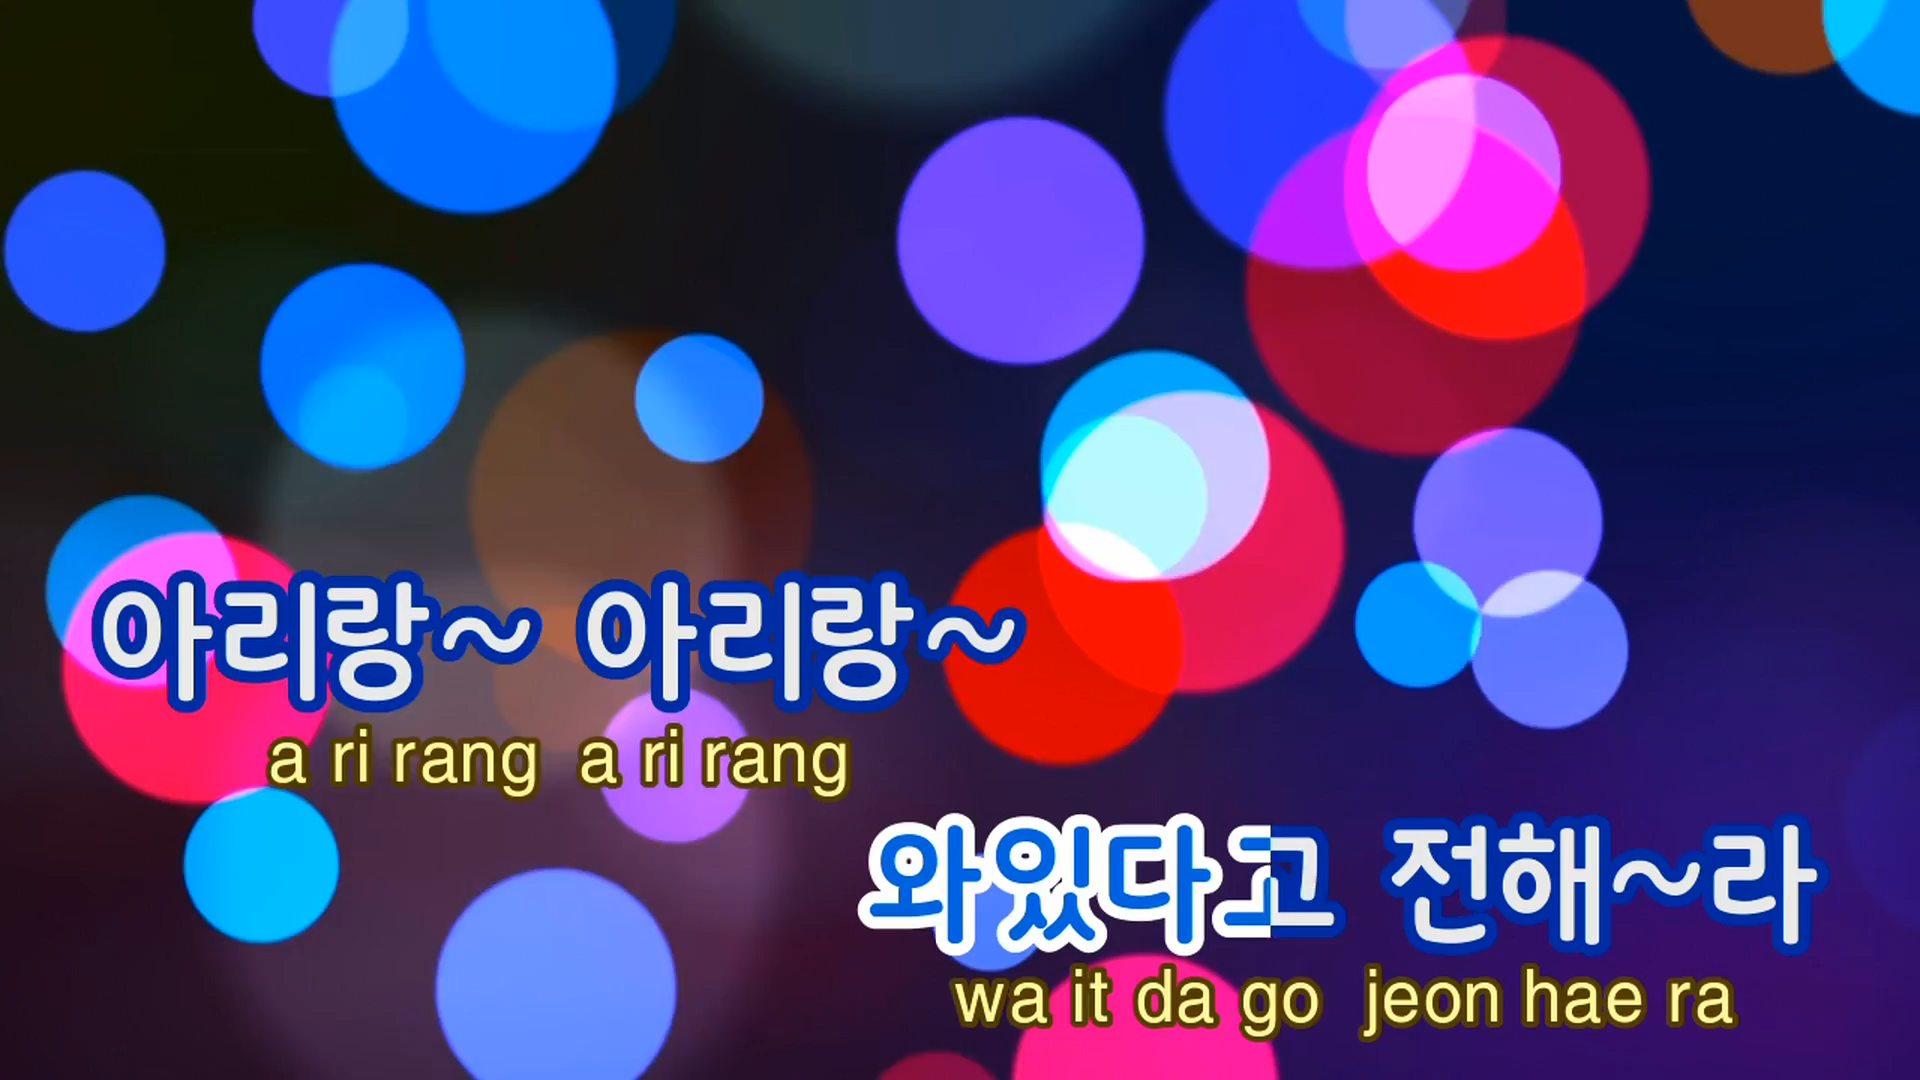 아리랑~ 아리랑~
a ri rang a ri rang
와있다고 전해~라
wa it da go jeon hae ra